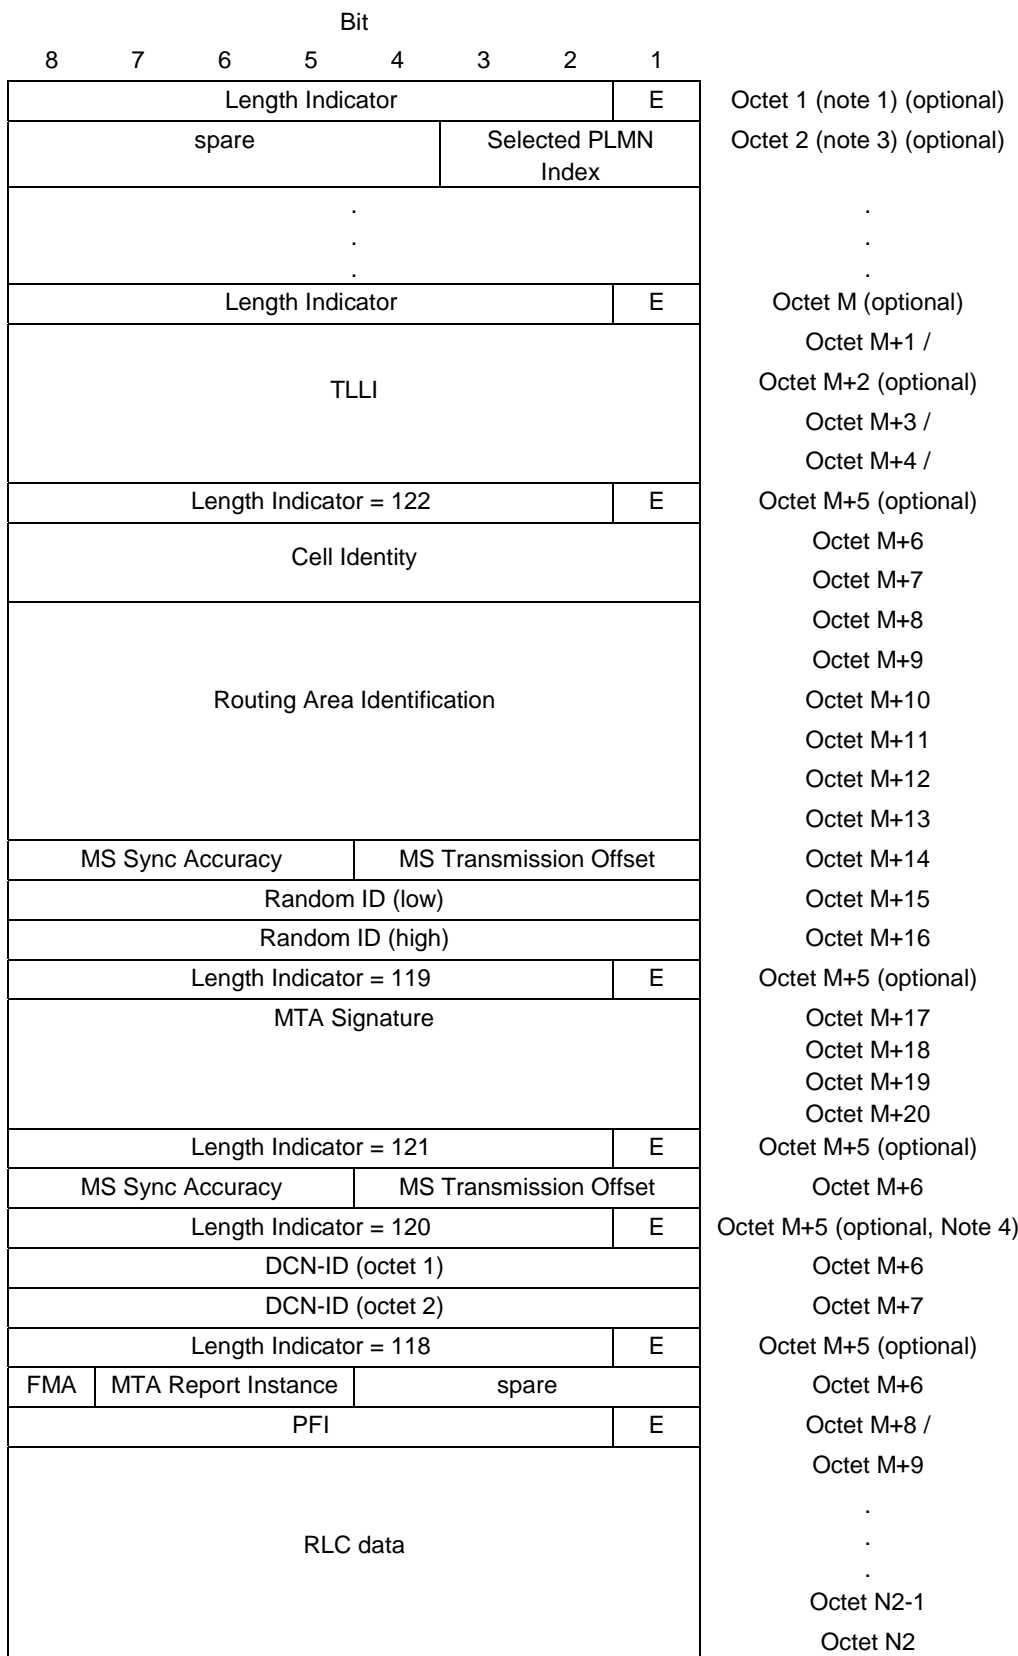 Bit
8 7 6 5 4 3 2 1
Length Indicator E Octet 1 (note 1) (optional)
spare Selected PLMN Octet 2 (note 3) (optional)
Index
. .
. .
. .
Length Indicator E Octet M (optional)
Octet M+1 /
TLLI Octet M+2 (optional)
Octet M+3 /
Octet M+4 /
Length Indicator = 122 E Octet M+5 (optional)
Cell Identity Octet M+6
Octet M+7
Octet M+8
Octet M+9
Routing Area Identification Octet M+10
Octet M+11
Octet M+12
Octet M+13
MS Sync Accuracy MS Transmission Offset Octet M+14
Random ID (low) Octet M+15
Random ID (high) Octet M+16
Length Indicator = 119 E Octet M+5 (optional)
MTA Signature Octet M+17
Octet M+18
Octet M+19
Octet M+20
Length Indicator = 121 E Octet M+5 (optional)
MS Sync Accuracy MS Transmission Offset Octet M+6
Length Indicator = 120 E Octet M+5 (optional, Note 4)
DCN-ID (octet 1) Octet M+6
DCN-ID (octet 2) Octet M+7
Length Indicator = 118 E Octet M+5 (optional)
FMA MTA Report Instance spare Octet M+6
PFI E Octet M+8 /
Octet M+9
.
RLC data .
.
Octet N2-1
Octet N2